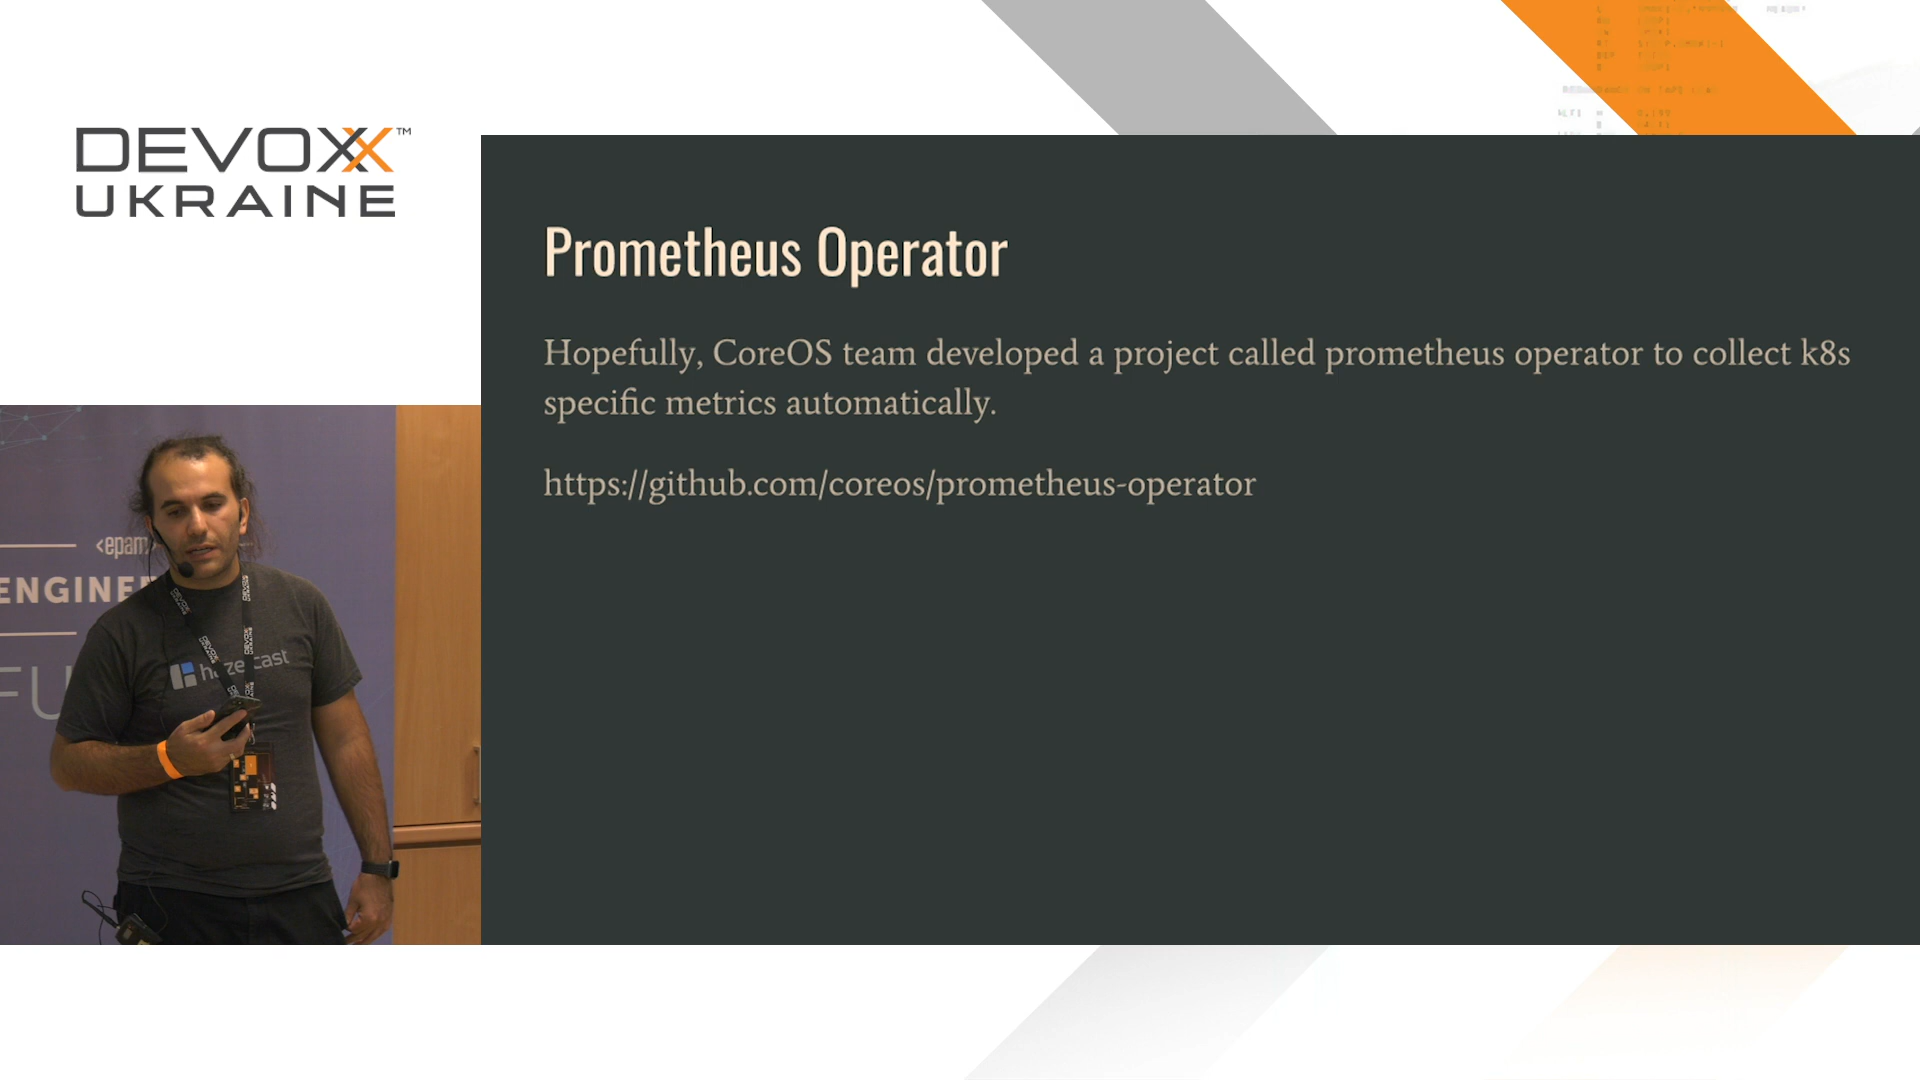 DEVOXX™
UKRAINE
Prometheus Operator
Hopefully, CoreOS team developed a project called prometheus operator to collect k8s
specific metrics automatically.
https://github.com/coreos/prometheus-operator
<epam
hazelcast